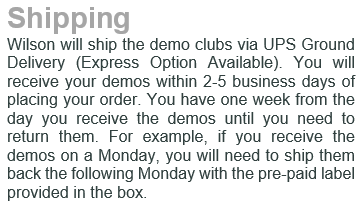 Shipping
Wilson will ship the demo clubs via UPS Ground
Delivery (Express Option Available). You will
receive your demos within 2-5 business days of
placing your order. You have one week from the
day you receive the demos until you need to
return them. For example, if you receive the
demos on a Monday, you will need to ship them
back the following Monday with the pre-paid label
provided in the box.